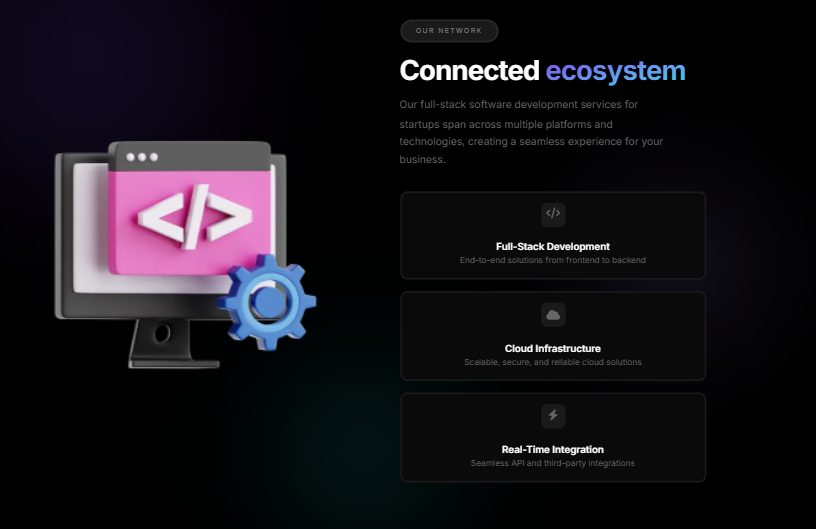 OUR NETWORK
Connected ecosystem
Our full-stack software development services for
startups span across multiple platforms and
technologies, creating a seamless experience for your
business.
</>
Full-Stack Development
End-to-end solutions from frontend to backend
Cloud Infrastructure
Scalable, secure, and reliable cloud solutions
Real-Time Integration
Seamless API and third-party integrations